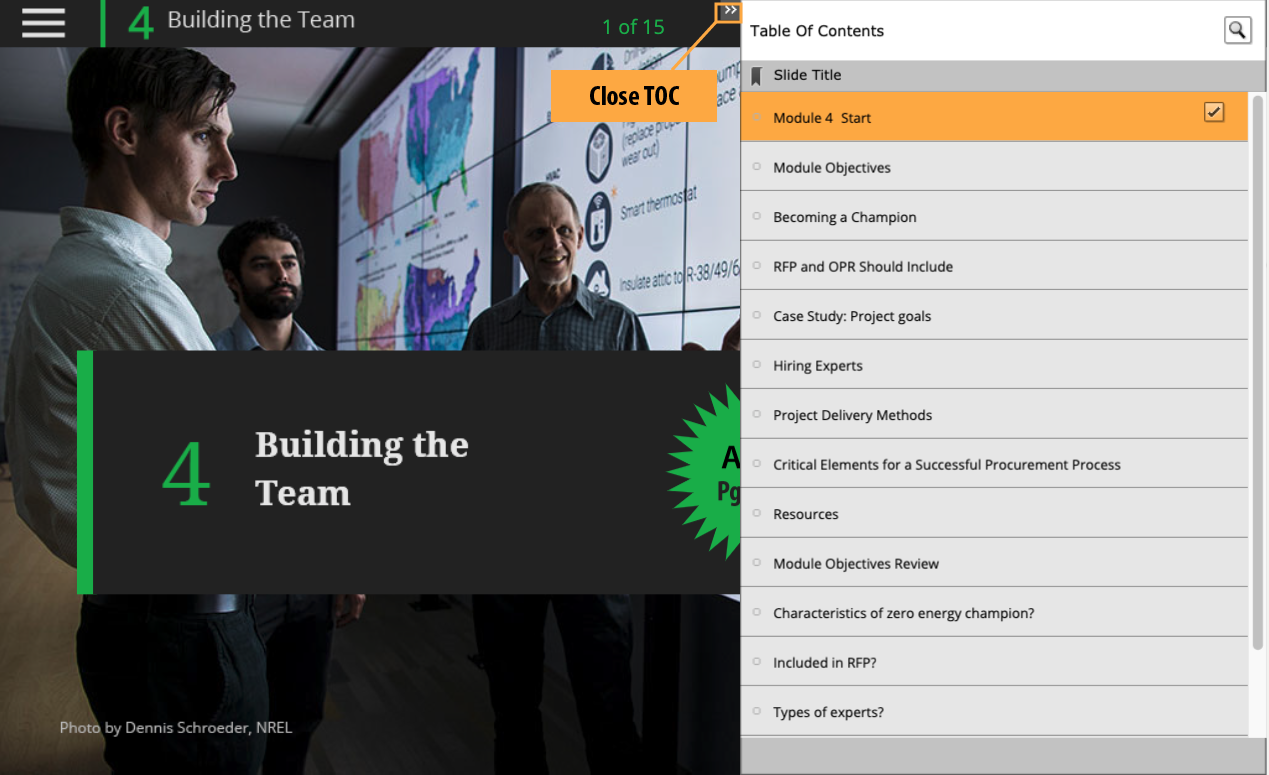 4 Building the Team
1 of 15
»
Close TOC
HVAC
(replace
wear out)
HVAC
Smart thermostat
Insulate attic to R-38/49/6
4
Building the
Team
A
Pg
Photo by Dennis Schroeder, NREL
Table Of Contents
Slide Title
Module 4 Start
Module Objectives
Becoming a Champion
RFP and OPR Should Include
Case Study: Project goals
Hiring Experts
Project Delivery Methods
Critical Elements for a Successful Procurement Process
Resources
Module Objectives Review
Characteristics of zero energy champion?
Included in RFP?
Types of experts?